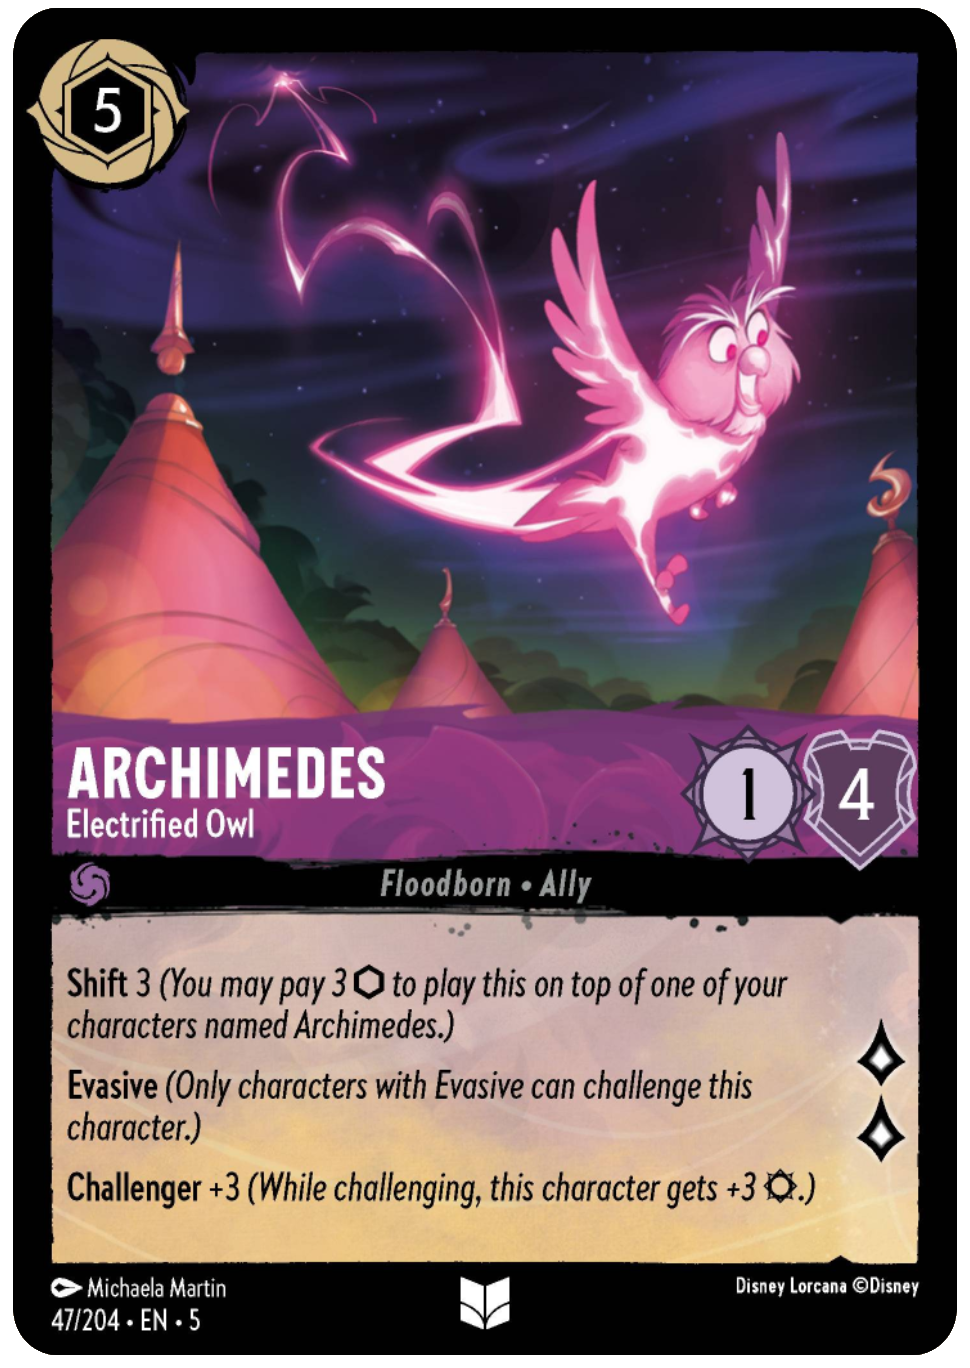 5
ARCHIMEDES
Electrified Owl
1
4
Floodborn • Ally
Shift 3 (You may pay 3 ⬡ to play this on top of one of your
characters named Archimedes.)
Evasive (Only characters with Evasive can challenge this
character.)
Challenger +3 (While challenging, this character gets +3 ¤.)
Michaela Martin
47/204 • EN • 5
Disney Lorcana ©Disney